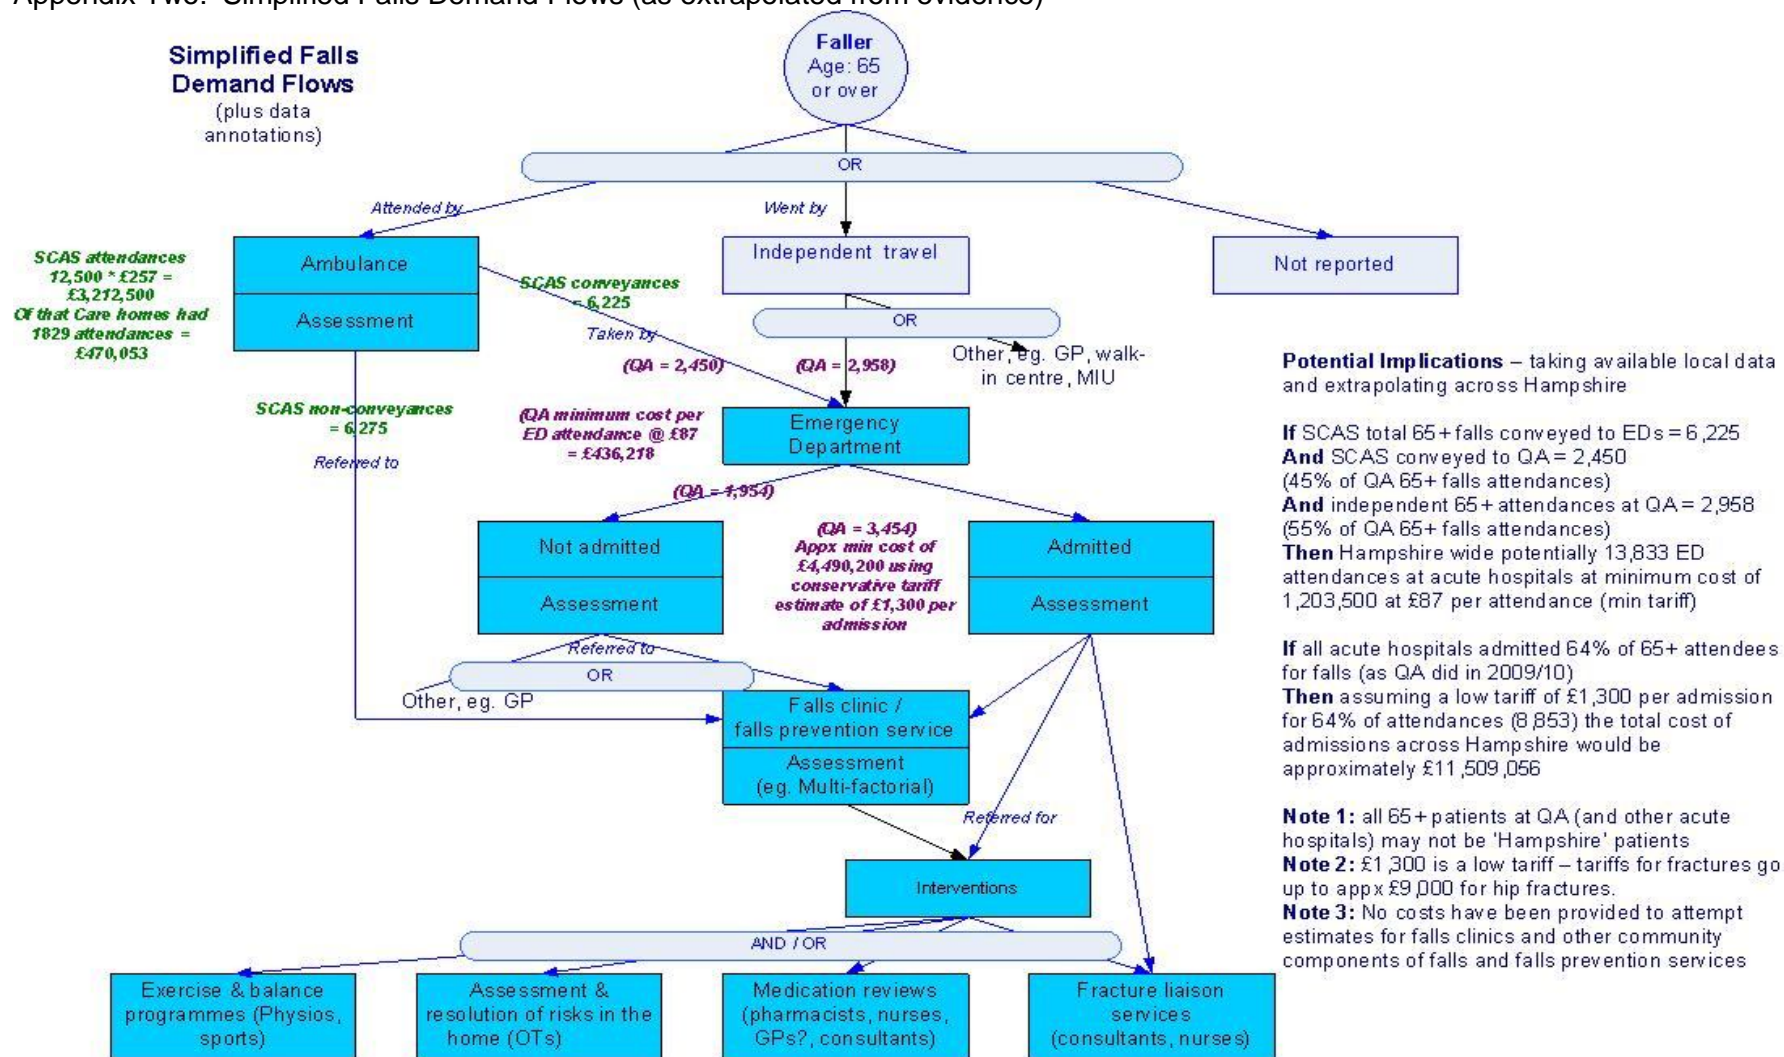 Appendix Two: Simplified Falls Demand Flows (as extrapolated from evidence)
Simplified Falls
Demand Flows
(plus data
annotations)
Faller
Age: 65
or over
OR
Attended by
Went by
SCAS attendances
12,500 * £257 =
£3,212,500
Of that Care homes had
1829 attendances =
£470,053
Ambulance
Assessment
Independent travel
Not reported
SCAS conveyances
= 6,225
Taken by
OR
Other, eg. GP, walk-
in centre, MIU
(QA = 2,450)
(QA = 2,958)
SCAS non-conveyances
= 6,275
Referred to
(QA minimum cost per
ED attendance @ £87
= £436,218
Emergency
Department
(QA = 1,954)
Not admitted
Assessment
(QA = 3,454)
Appx min cost of
£4,490,200 using
conservative tariff
estimate of £1,300 per
admission
Admitted
Assessment
Referred to
OR
Other, eg. GP
Falls clinic /
falls prevention service
Assessment
(eg. Multi-factorial)
Referred for
Interventions
AND / OR
Exercise & balance
programmes (Physios,
sports)
Assessment &
resolution of risks in the
home (OTs)
Medication reviews
(pharmacists, nurses,
GPs?, consultants)
Fracture liaison
services
(consultants, nurses)
Potential Implications – taking available local data
and extrapolating across Hampshire
If SCAS total 65+ falls conveyed to EDs = 6,225
And SCAS conveyed to QA = 2,450
(45% of QA 65+ falls attendances)
And independent 65+ attendances at QA = 2,958
(55% of QA 65+ falls attendances)
Then Hampshire wide potentially 13,833 ED
attendances at acute hospitals at minimum cost of
1,203,500 at £87 per attendance (min tariff)
If all acute hospitals admitted 64% of 65+ attendees
for falls (as QA did in 2009/10)
Then assuming a low tariff of £1,300 per admission
for 64% of attendances (8,853) the total cost of
admissions across Hampshire would be
approximately £11,509,056
Note 1: all 65+ patients at QA (and other acute
hospitals) may not be 'Hampshire' patients
Note 2: £1,300 is a low tariff – tariffs for fractures go
up to appx £9,000 for hip fractures.
Note 3: No costs have been provided to attempt
estimates for falls clinics and other community
components of falls and falls prevention services